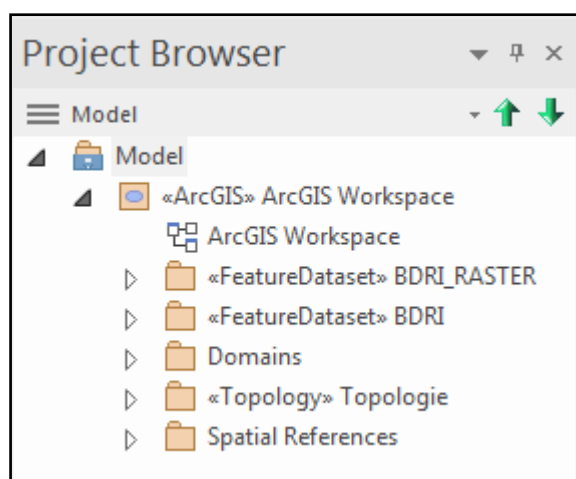 Project Browser
Model
Model
«ArcGIS» ArcGIS Workspace
ArcGIS Workspace
«FeatureDataset» BDRI_RASTER
«FeatureDataset» BDRI
Domains
«Topology» Topologie
Spatial References